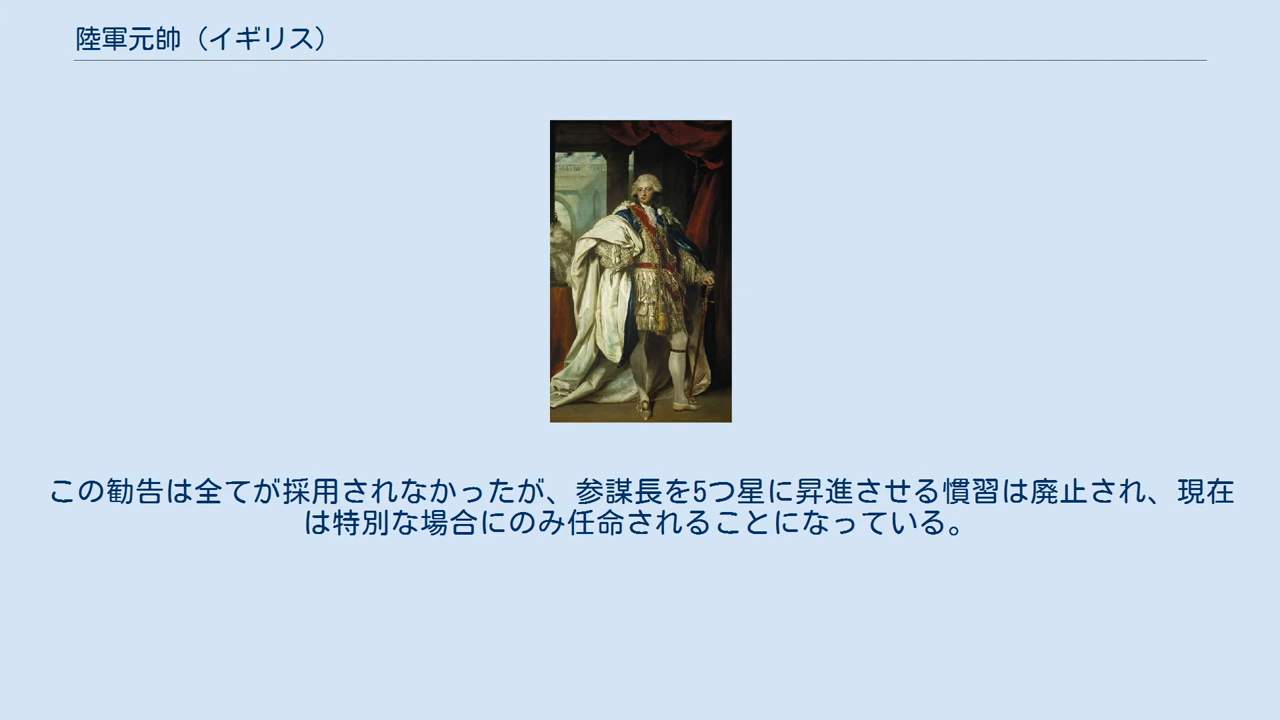 陸軍元帥（イギリス）
この勧告は全てが採用されなかったが、参謀長を5つ星に昇進させる慣習は廃止され、現在
は特別な場合にのみ任命されることになっている。